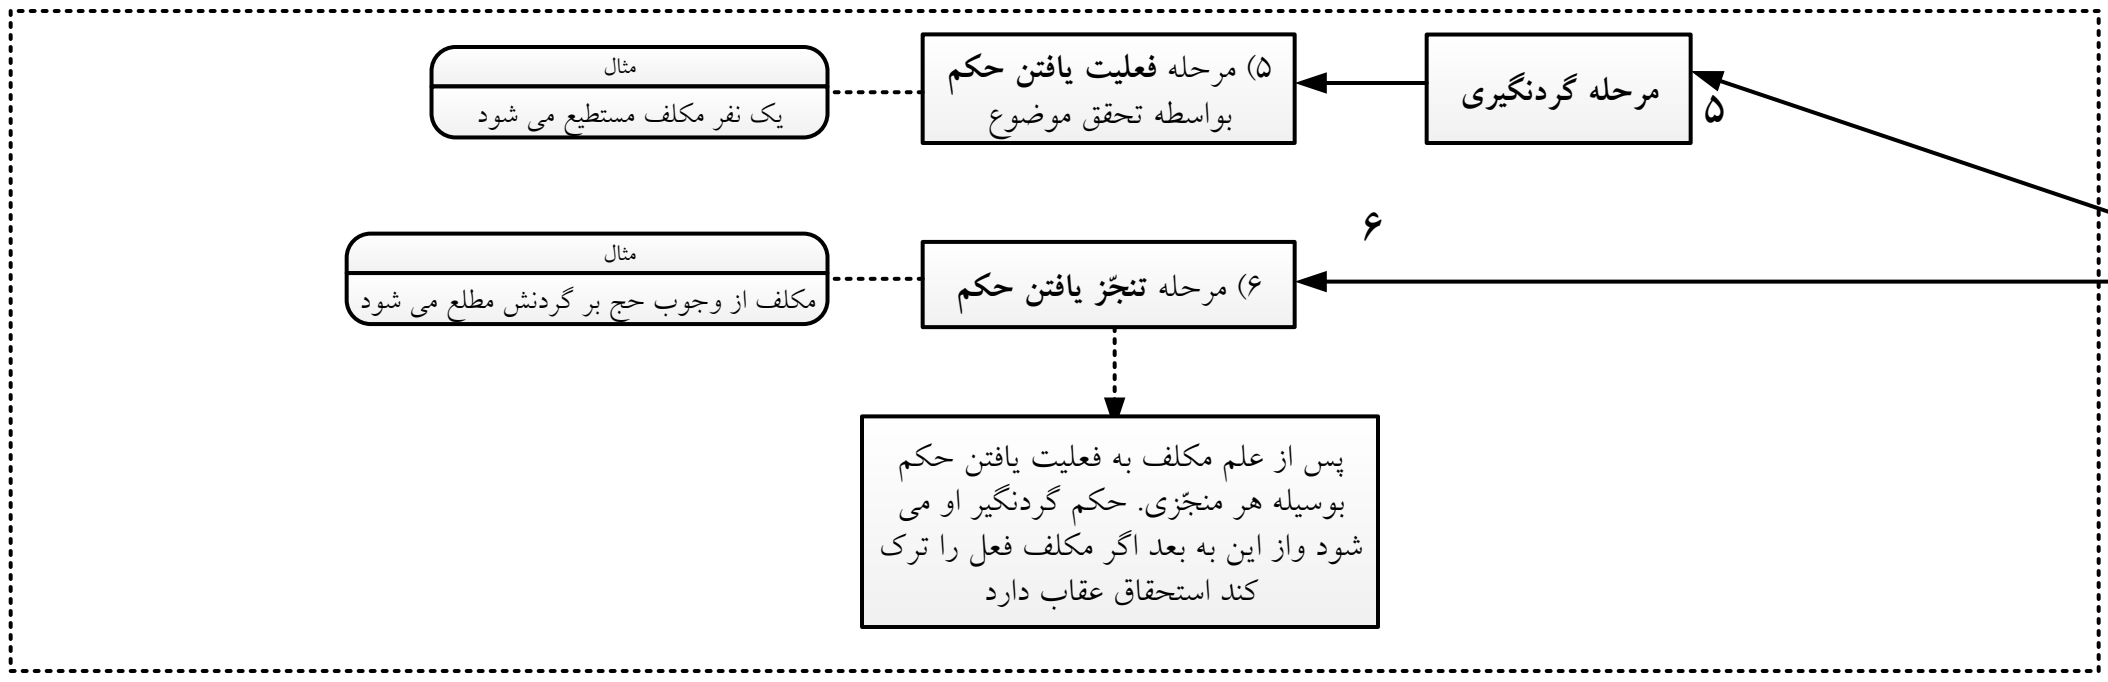 مرحله گردنگیری
۵
۵) مرحله فعلیت یافتن حکم
بواسطه تحقق موضوع
مثال
یک نفر مکلف مستطیع می شود
۶
۶) مرحله تنجّز یافتن حکم
مثال
مکلف از وجوب حج بر گردنش مطلع می شود
پس از علم مکلف به فعلیت یافتن حکم
بوسیله هر منجّزی. حکم گردنگیر او می
شود واز این به بعد اگر مکلف فعل را ترک
کند استحقاق عقاب دارد